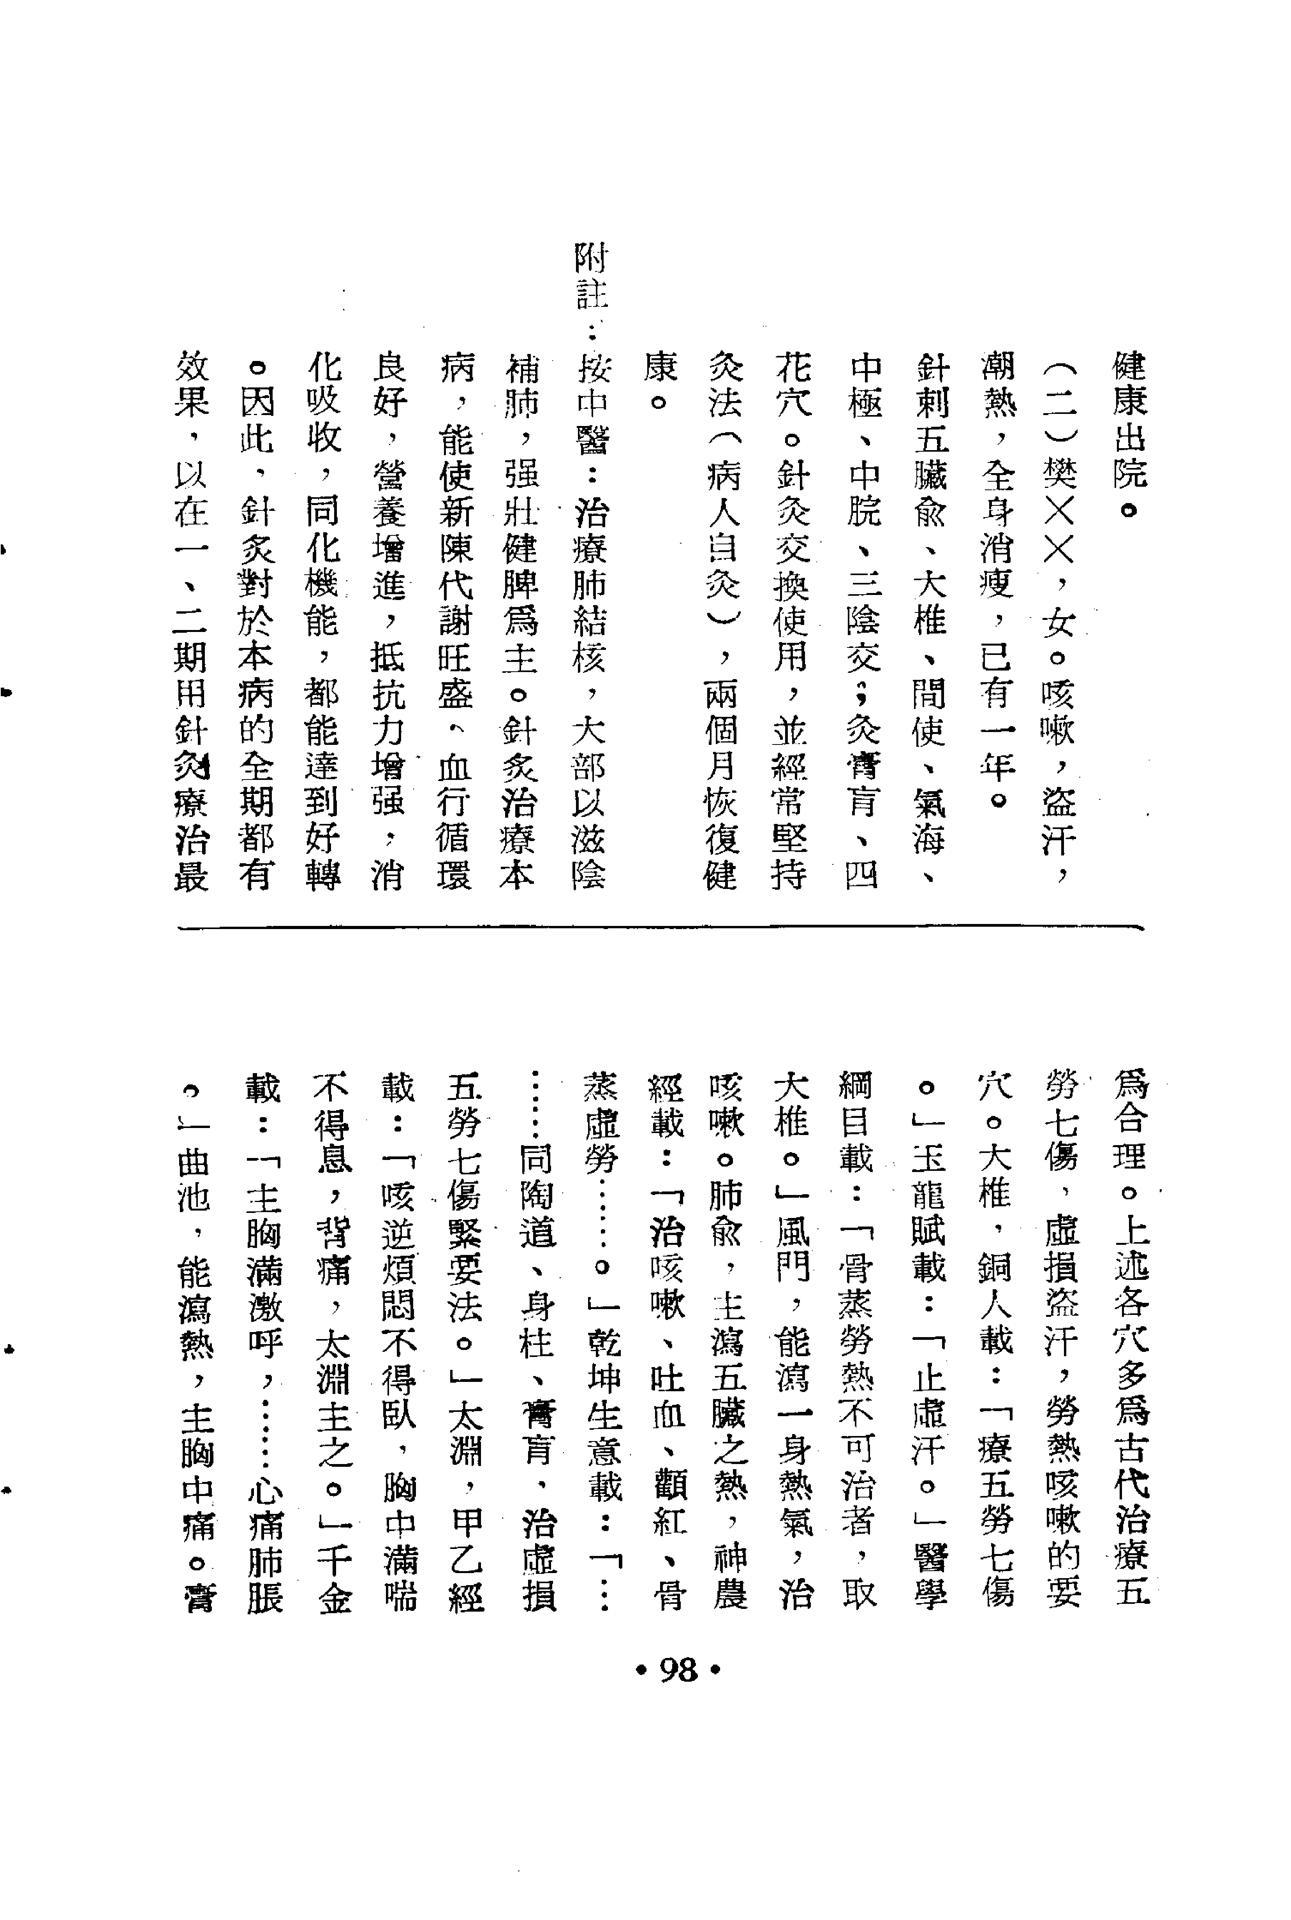 健康出院。
（二）樊××，女。咳嗽，盜汗，
潮熱，全身消瘦，已有一年。
針刺五臟兪、大椎、間使、氣海、
中極、中脘、三陰交；灸膏肓、四
花穴。針灸交換使用，並經常堅持
灸法（病人自灸），兩個月恢復健
康。
附註：按中醫：治療肺結核，大部以滋陰
補肺，强壯健脾爲主。針炙治療本
病，能使新陳代謝旺盛、血行循環
良好，營養增進，抵抗力增强，消
化吸收，同化機能，都能達到好轉
。因此，針炙對於本病的全期都有
效果，以在一、二期用針灸療治最
爲合理。上述各穴多爲古代治療五
勞七傷，虛損盜汗，勞熱咳嗽的要
穴。大椎，銅人載：「療五勞七傷
。」玉龍賦載：「止虛汗。」醫學
綱目載：「骨蒸勞熱不可治者，取
大椎。」風門，能瀉一身熱氣，治
咳嗽。肺兪，主瀉五臟之熱，神農
經載：「治咳嗽、吐血、顴紅、骨
蒸虛勞……。」乾坤生意載：「…
……同陶道、身柱、膏肓，治虛損
五勞七傷緊要法。」太淵，甲乙經
載：「咳逆煩悶不得臥，胸中滿喘
不得息，背痛，太淵主之。」千金
載：「主胸滿激呼，……心痛肺脹
。」曲池，能瀉熱，主胸中痛。膏
•98•